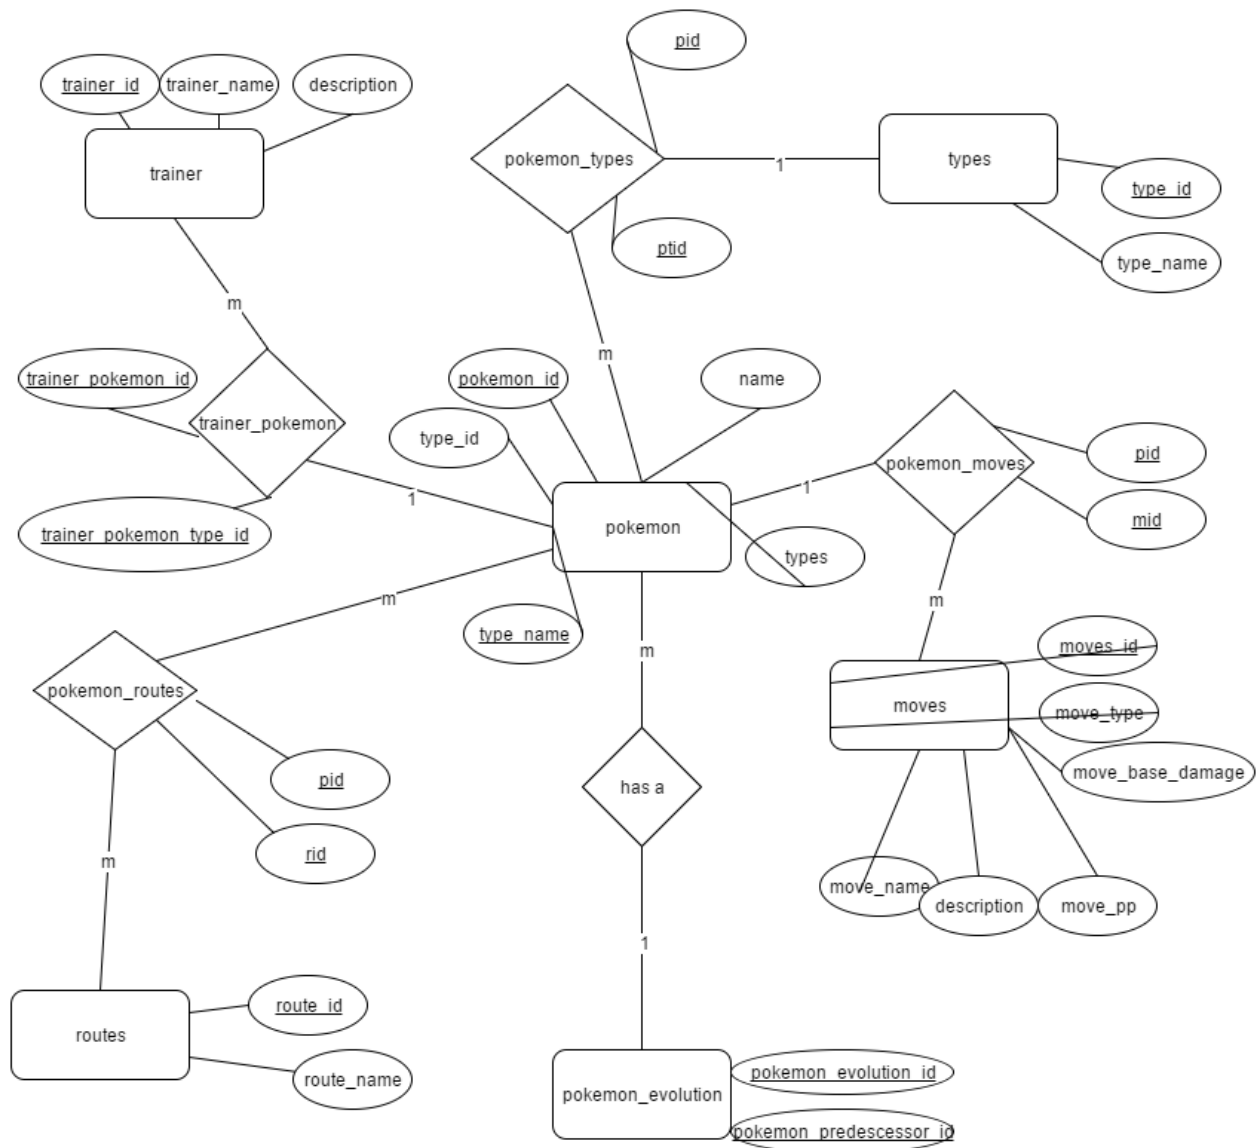 pid
trainer_id
trainer_name
description
trainer
pokemon_types
types
1
type_id
ptid
type_name
m
m
trainer_pokemon_id
pokemon_id
name
trainer_pokemon
type_id
pokemon_moves
pid
1
1
mid
trainer_pokemon_type_id
pokemon
types
m
m
type_name
m
moves_id
pokemon_routes
moves
move_type
move_base_damage
pid
has a
rid
m
move_name
description
move_pp
1
route_id
routes
route_name
pokemon_evolution
pokemon_evolution_id
pokemon_predescessor_id